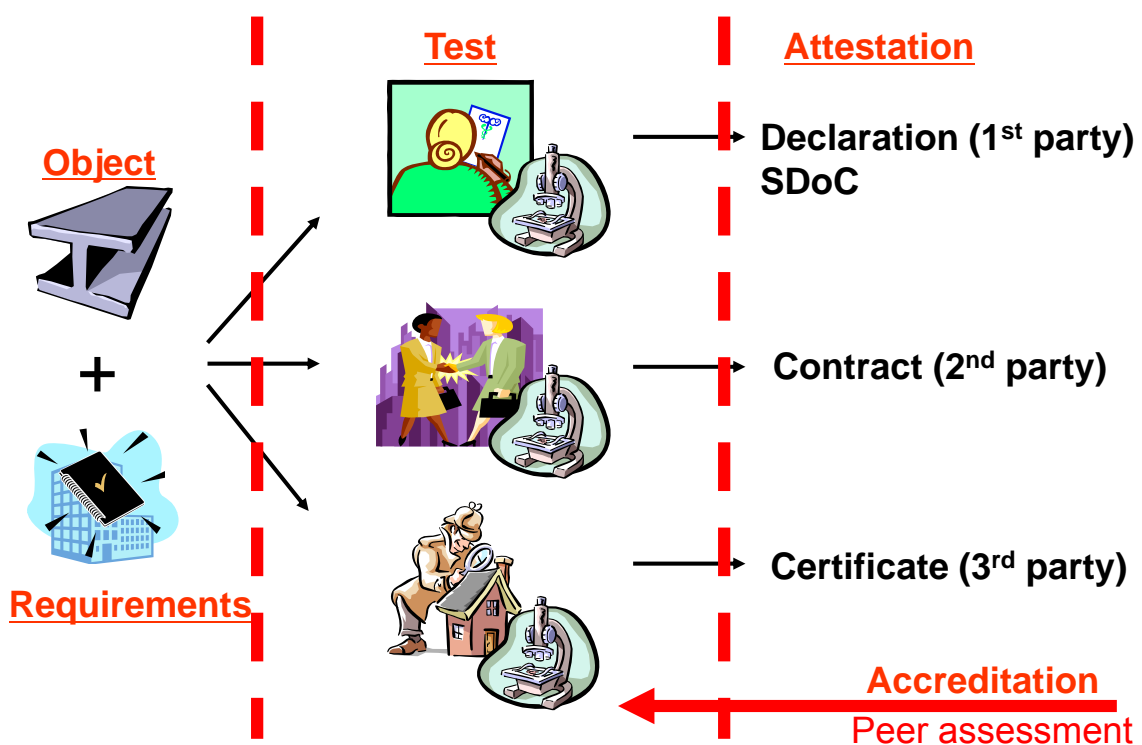 Test
Attestation
Object
Declaration (1st party)
SDoC
+
Contract (2nd party)
Certificate (3rd party)
Requirements
Accreditation
Peer assessment